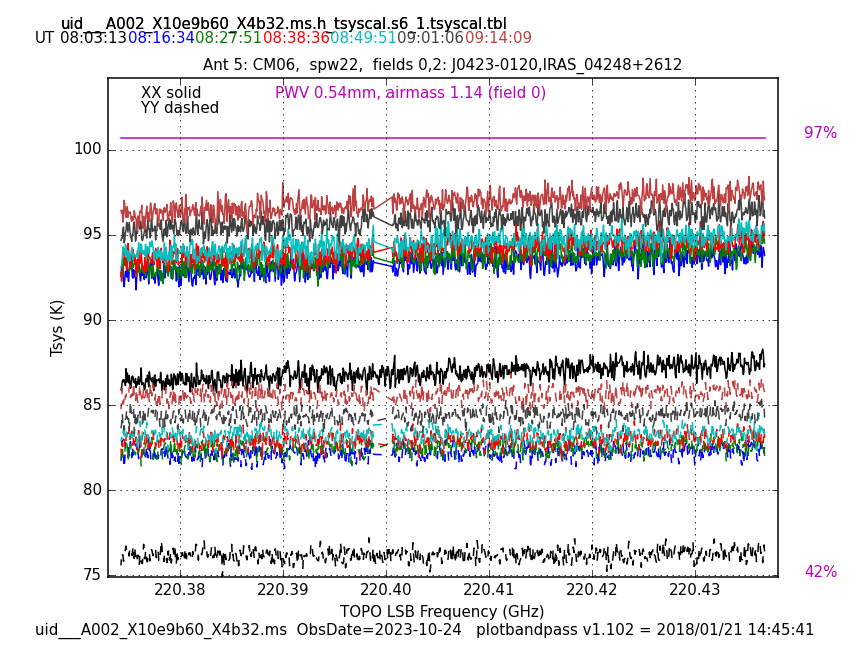 uid___A002_X10e9b60_X4b32.ms.h_tsyscal.s6_1.tsyscal.tbl
UT 08:03:13 08:16:34 08:27:51 08:38:36 08:49:51 09:01:06 09:14:09
Ant 5: CM06,  spw22,  fields 0,2: J0423-0120,IRAS_04248+2612
XX solid
PWV 0.54mm, airmass 1.14 (field 0)
YY dashed
97%
100
95
90
85
80
75
42%
Tsys (K)
220.38 220.39 220.40 220.41 220.42 220.43
TOPO LSB Frequency (GHz)
uid___A002_X10e9b60_X4b32.ms  ObsDate=2023-10-24   plotbandpass v1.102 = 2018/01/21 14:45:41